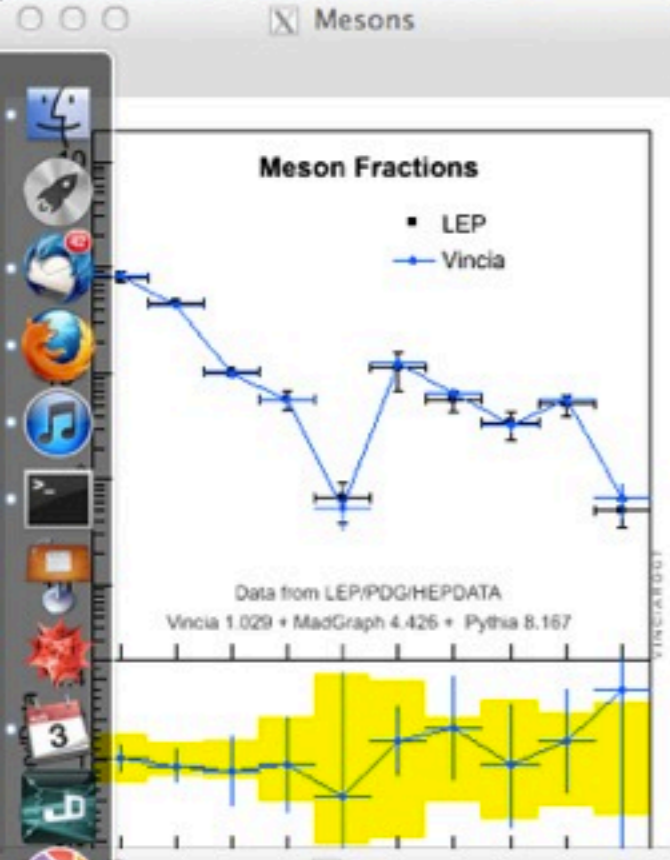 Mesons
Meson Fractions
LEP
Vincia
Data from LEP/PDG/HEPDATA
Vincia 1.029 + MadGraph 4.426 + Pythia 8.167
VINCIAROOT
42
>_
3